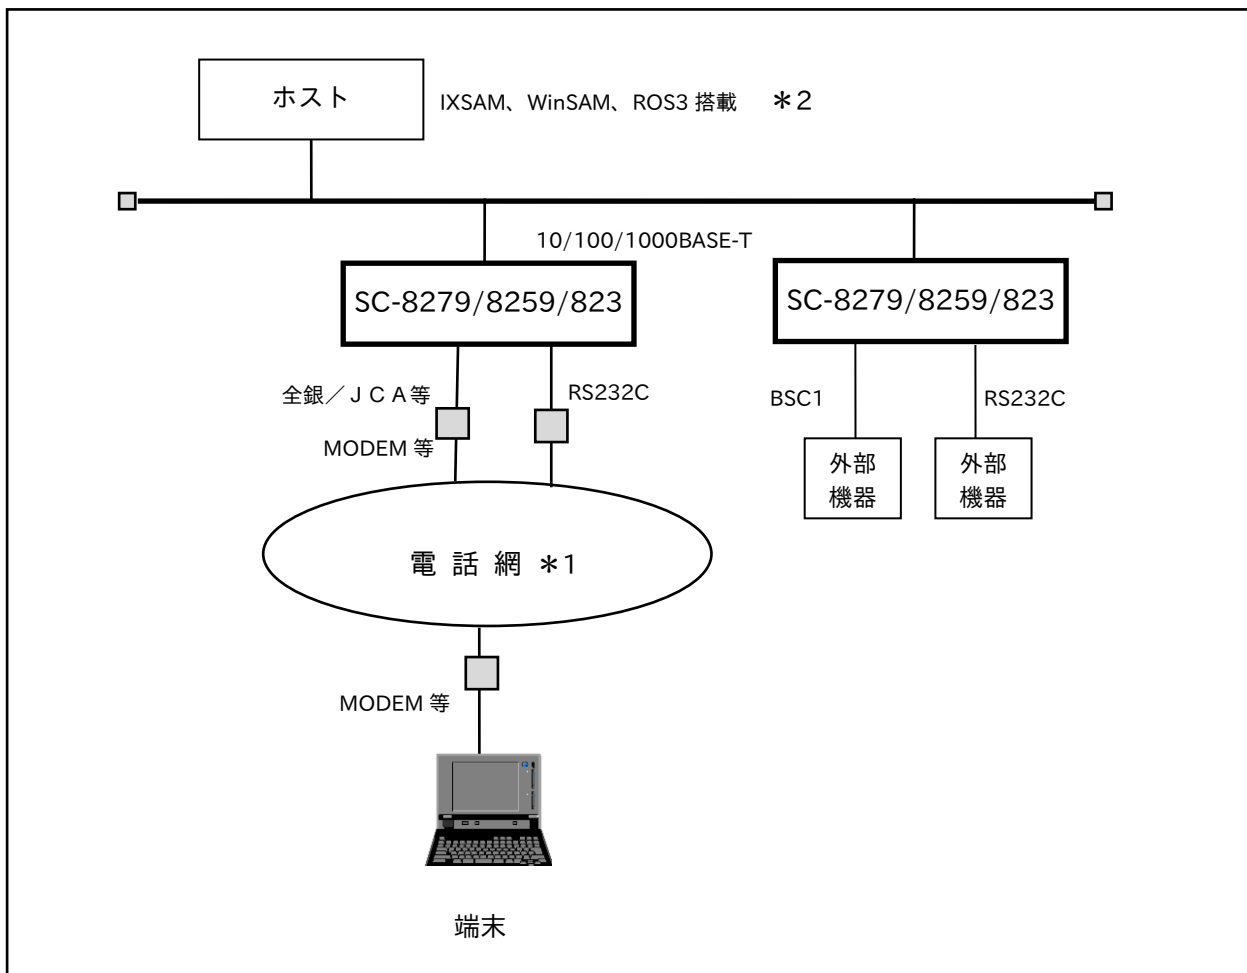 ホスト
IXSAM、WinSAM、ROS3 搭載 ＊2
10/100/1000BASE-T
SC-8279/8259/823
SC-8279/8259/823
全銀／ＪＣＡ等
RS232C
BSC1
RS232C
MODEM 等
外部
機器
外部
機器
電 話 網 ＊1
MODEM 等
端末